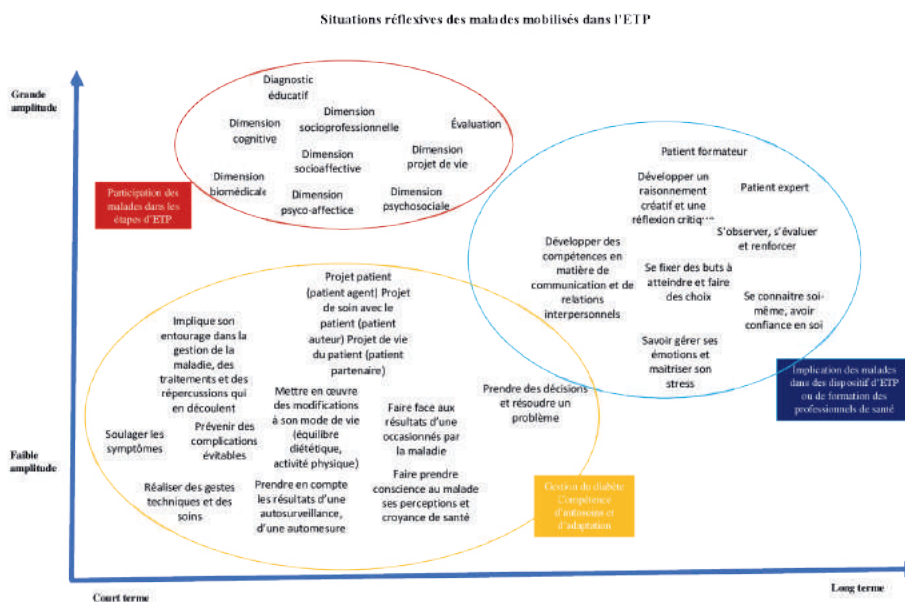 Situations réflexives des malades mobilisés dans l'ETP
Grande
amplitude
Diagnostic
éducatif
Dimension
cognitive
Dimension
socioprofessionnelle
Évaluation
Dimension
socioaffective
Dimension
projet de vie
Dimension
biomédicale
Dimension
psyco-affectice
Dimension
psychosociale
Participation des
malades dans les
étapes d'ETP
Patient formateur
Développer un
raisonnement
créatif et une
réflexion critiq...
Patient expert
S'observer, s'évaluer
et renforcer
Développer des
compétences en
matière de
communication et de
relations
interpersonnels
Se fixer des buts à
atteindre et faire
des choix
Se connaitre soi-
même, avoir
confiance en soi
Savoir gérer ses
émotions et
maitriser son
stress
Implication des malades
dans des dispositif d'ETP
ou de formation des
professionnels de santé
Projet patient
(patient agent| Projet
de soin avec le
patient (patient
auteur) Projet de vie
du patient (patient
partenaire)
Implique son
entourage dans la
gestion de la
maladie, des
traitements et des
répercussions qui
en découlent
Mettre en œuvre
des modifications
à son mode de vie
(équilibre
diététique,
activité physique)
Faire face aux
résultats d'une
occasionnés par
la maladie
Prendre des décisions
et résoudre un
problème
Soulager les
symptômes
Prévenir des
complications
évitables
Faible
amplitude
Réaliser des gestes
techniques et des
soins
Prendre en compte
les résultats d'une
autosurveillance,
d'une automesure
Faire prendre
conscience au malade
ses perceptions et
croyance de santé
Gestion du diabète
Compétence
d'autosoins et
d'adaptation
Court terme
Long terme